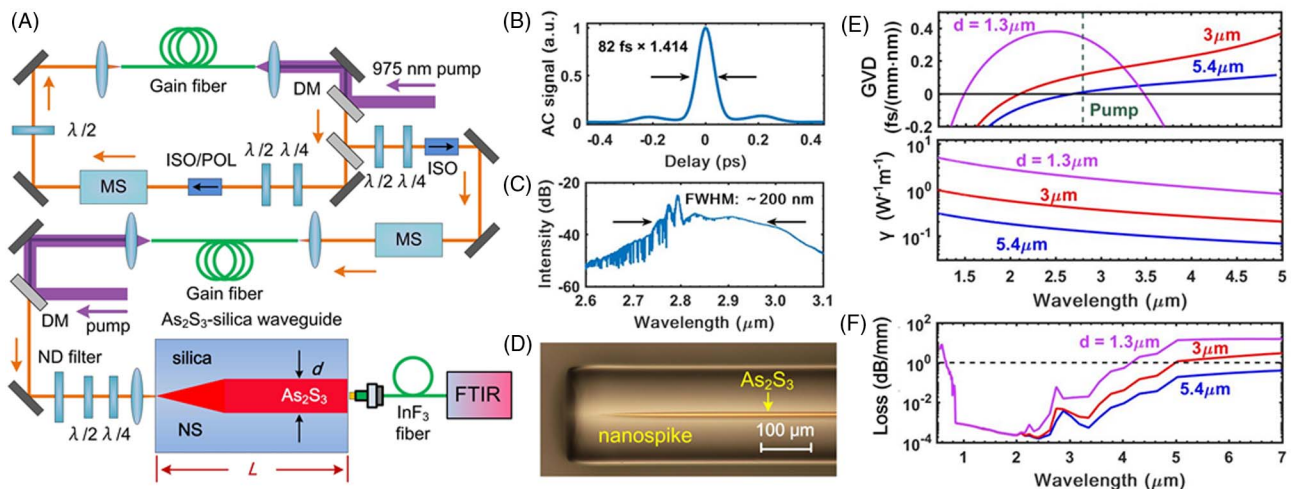 (A)
Gain fiber
975 nm pump
DM
λ/2
ISO/POL
MS
λ/2 λ/4
λ/2 λ/4
ISO
MS
Gain fiber
DM
pump
As₂S₃-silica waveguide
ND filter
λ/2 λ/4
silica
d
As₂S₃
NS
L
InF₃
fiber
FTIR
(B)
AC signal (a.u.)
1
0.5
0
82 fs × 1.414
-0.4 -0.2 0 0.2 0.4
Delay (ps)
(C)
Intensity (dB)
-20
-40
-60
FWHM: ~200 nm
2.6 2.7 2.8 2.9 3.0 3.1
Wavelength (μm)
(D)
As₂S₃
nanospike
100 μm
(E)
GVD
(fs/(mm·nm))
0.4
0.2
0
-0.2
d = 1.3μm
3μm
5.4μm
Pump
γ (W⁻¹m⁻¹)
10¹
10⁰
10⁻¹
d = 1.3μm
3μm
5.4μm
1.5 2 2.5 3 3.5 4 4.5 5
Wavelength (μm)
(F)
Loss (dB/mm)
10²
10⁰
10⁻²
10⁻⁴
d = 1.3μm
3μm
5.4μm
1 2 3 4 5 6 7
Wavelength (μm)